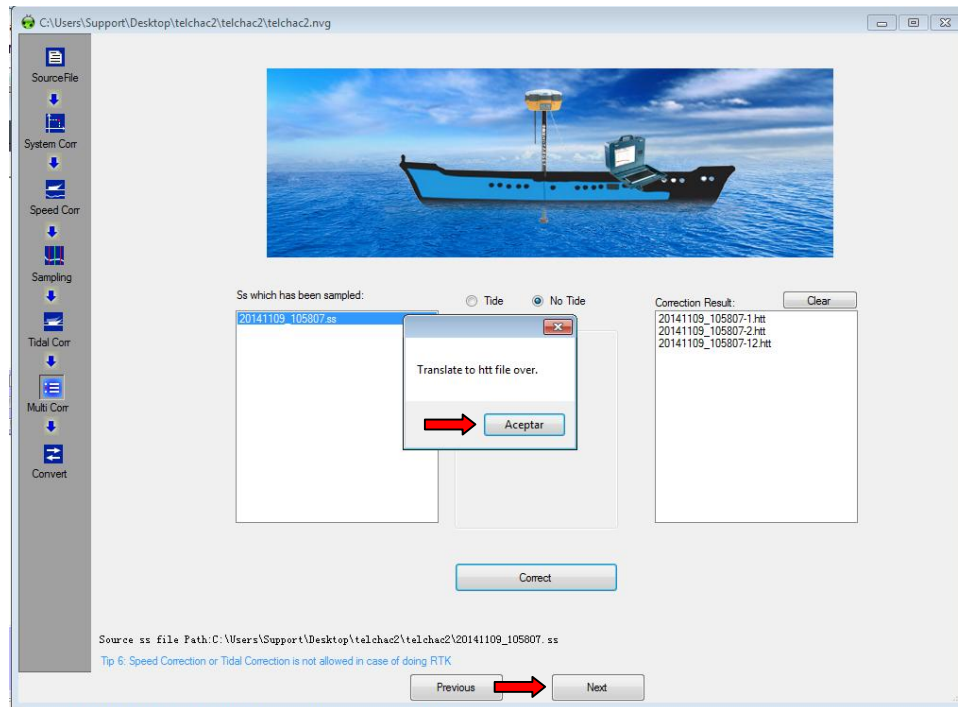 C:\Users\Support\Desktop\telchac2\telchac2\telchac2.nvg
SourceFile
System Corr
Speed Corr
Sampling
Tidal Corr
Multi Corr
Convert
Ss which has been sampled:
20141109_105807.ss
Tide
No Tide
Correction Result:
Clear
20141109_105807-1.htt
20141109_105807-2.htt
20141109_105807-12.htt
Translate to htt file over.
Aceptar
Correct
Source ss file Path:C:\Users\Support\Desktop\telchac2\telchac2\20141109_105807.ss
Tip 6: Speed Correction or Tidal Correction is not allowed in case of doing RTK
Previous
Next